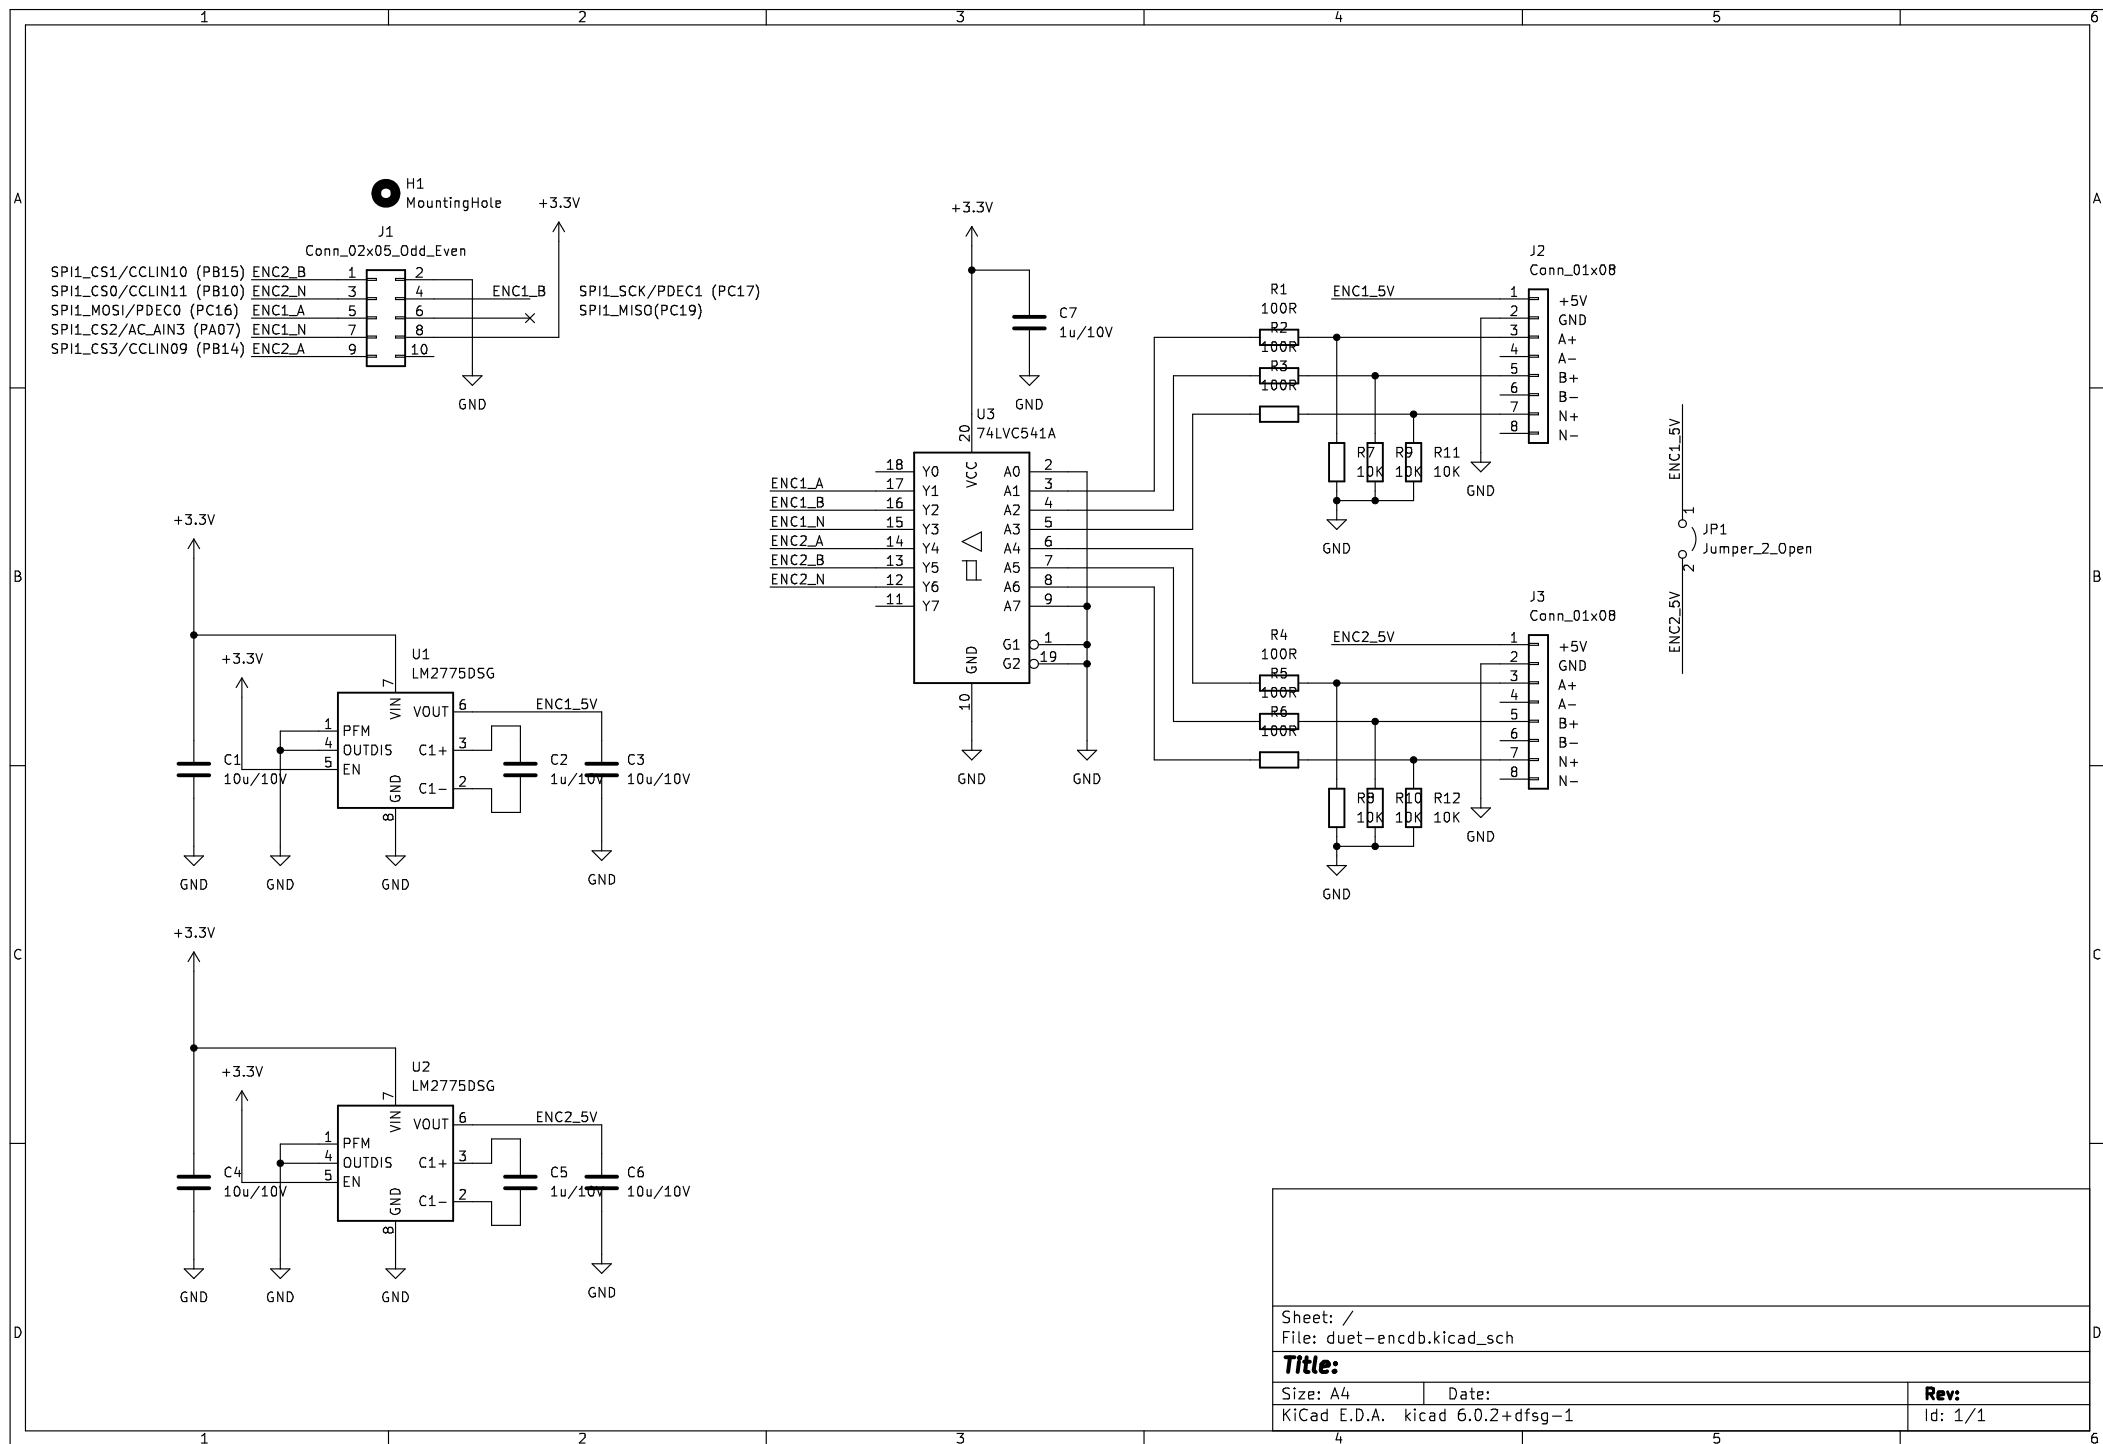 1 2 3 4 5 6
A
B
C
D
A
B
C
D
1 2 3 4 5 6
H1
MountingHole
+3.3V
J1
Conn_02x05_Odd_Even
SPI1_CS1/CCLIN10 (PB15) ENC2_B 1 2
SPI1_CS0/CCLIN11 (PB10) ENC2_N 3 4 ENC1_B SPI1_SCK/PDEC1 (PC17)
SPI1_MOSI/PDEC0 (PC16) ENC1_A 5 6 SPI1_MISO(PC19)
SPI1_CS2/AC_AIN3 (PA07) ENC1_N 7 8
SPI1_CS3/CCLIN09 (PB14) ENC2_A 9 10
GND
+3.3V
C7
1u/10V
GND
U3
74LVC541A
20
VCC
18 Y0 A0 2
ENC1_A 17 Y1 A1 3
ENC1_B 16 Y2 A2 4
ENC1_N 15 Y3 A3 5
ENC2_A 14 Y4 A4 6
ENC2_B 13 Y5 A5 7
ENC2_N 12 Y6 A6 8
11 Y7 A7 9
G1 1
G2 19
GND
10
GND
GND
J2
Conn_01x08
R1
100R
R2
100R
R3
100R
ENC1_5V
1 +5V
2 GND
3 A+
4 A-
5 B+
6 B-
7 N+
8 N-
R7
10K
R9
10K
R11
10K
GND
GND
ENC1_5V
1
JP1
Jumper_2_Open
2
ENC2_5V
J3
Conn_01x08
R4
100R
R5
100R
R6
100R
ENC2_5V
1 +5V
2 GND
3 A+
4 A-
5 B+
6 B-
7 N+
8 N-
R8
10K
R10
10K
R12
10K
GND
GND
+3.3V
+3.3V
U1
LM2775DSG
7
VIN
VOUT 6 ENC1_5V
1 PFM
4 OUTDIS C1+ 3
5 EN
C1- 2
GND
8
C1
10u/10V
C2
1u/10V
C3
10u/10V
GND
GND
GND
GND
+3.3V
+3.3V
U2
LM2775DSG
7
VIN
VOUT 6 ENC2_5V
1 PFM
4 OUTDIS C1+ 3
5 EN
C1- 2
GND
8
C4
10u/10V
C5
1u/10V
C6
10u/10V
GND
GND
GND
GND
Sheet: /
File: duet-encdb.kicad_sch
Title:
Size: A4 Date: Rev:
KiCad E.D.A. kicad 6.0.2+dfsg-1 Id: 1/1